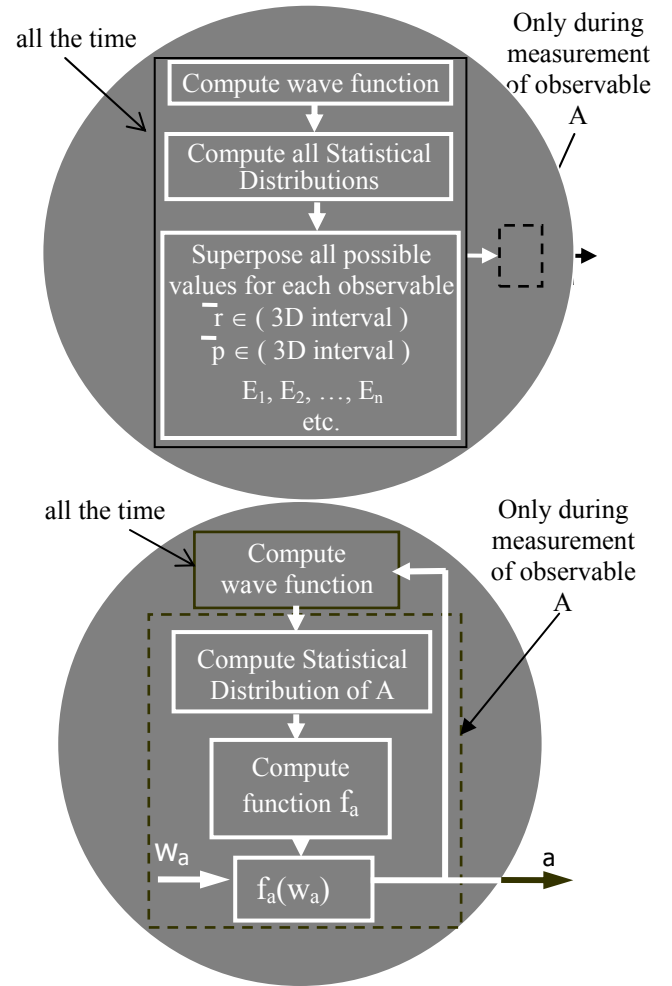 all the time
Only during
measurement
of observable
A
Compute wave function
Compute all Statistical
Distributions
Superpose all possible
values for each observable
r̅ ∈ ( 3D interval )
p̅ ∈ ( 3D interval )
E₁, E₂, …, Eₙ
etc.
all the time
Only during
measurement
of observable
A
Compute
wave function
Compute Statistical
Distribution of A
Compute
function fₐ
wₐ
fₐ(wₐ)
a